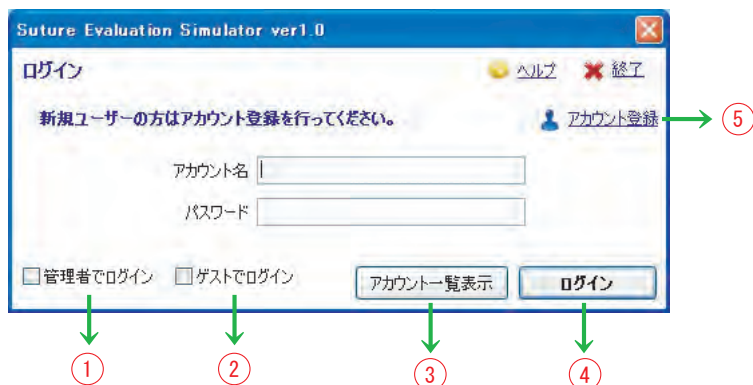 Suture Evaluation Simulator ver1.0
ログイン ヘルプ 終了
新規ユーザーの方はアカウント登録を行ってください。 アカウント登録 ⑤
アカウント名
パスワード
管理者でログイン ゲストでログイン アカウント一覧表示 ログイン
① ② ③ ④